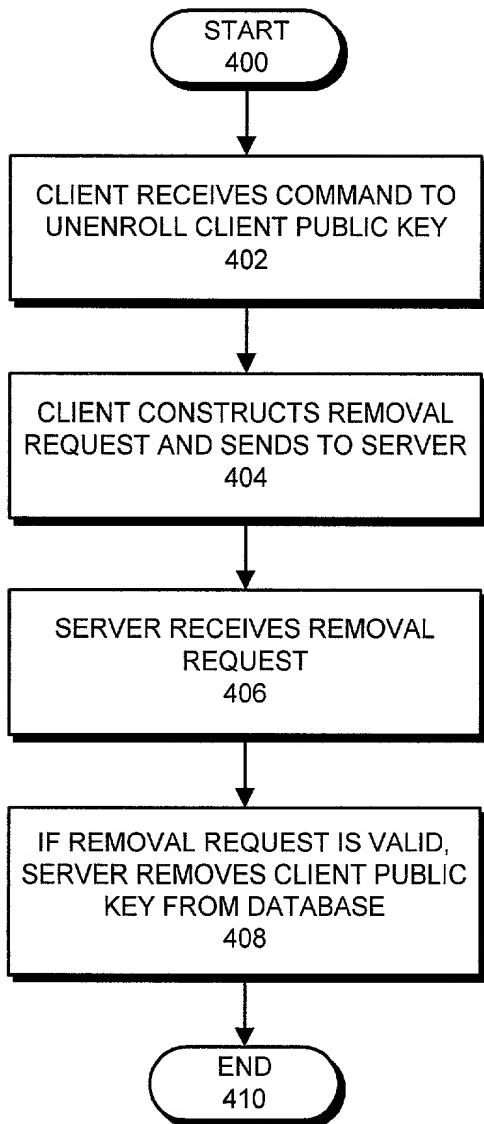 START
400
CLIENT RECEIVES COMMAND TO
UNENROLL CLIENT PUBLIC KEY
402
CLIENT CONSTRUCTS REMOVAL
REQUEST AND SENDS TO SERVER
404
SERVER RECEIVES REMOVAL
REQUEST
406
IF REMOVAL REQUEST IS VALID,
SERVER REMOVES CLIENT PUBLIC
KEY FROM DATABASE
408
END
410